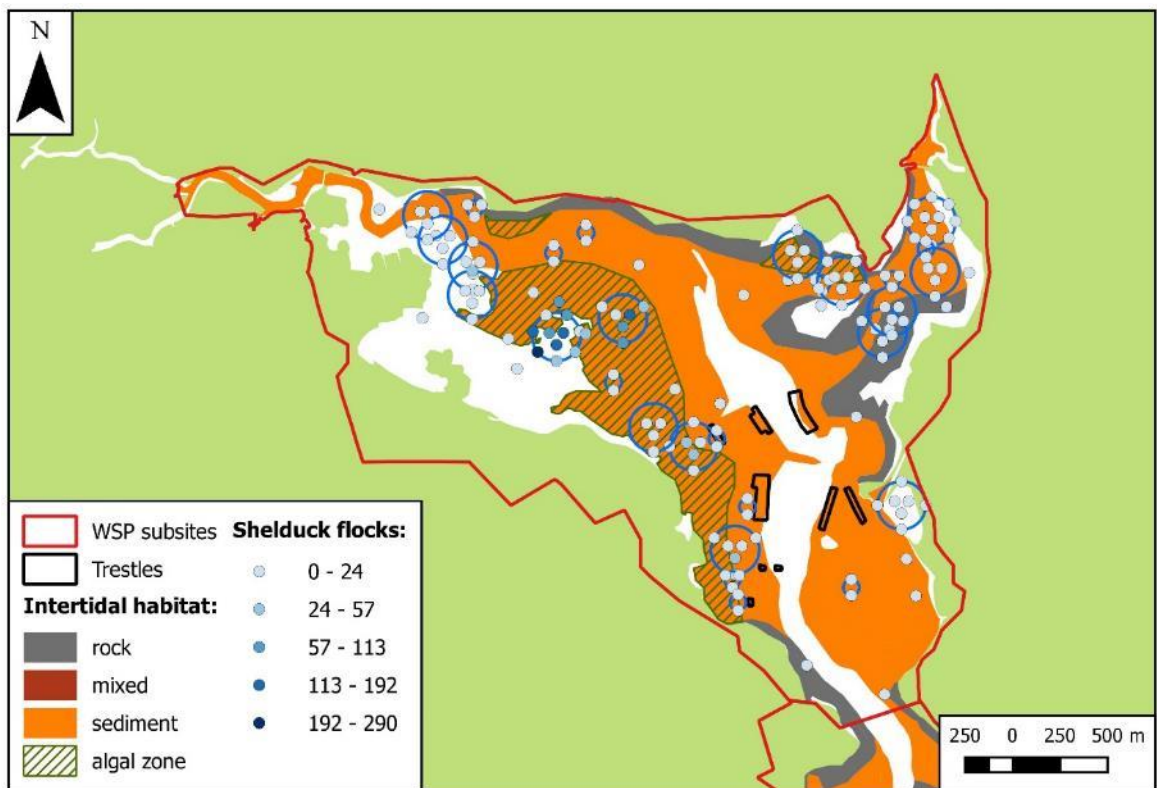 N
WSP subsites
Trestles
Intertidal habitat:
rock
mixed
sediment
algal zone
Shelduck flocks:
0 - 24
24 - 57
57 - 113
113 - 192
192 - 290
250 0 250 500 m